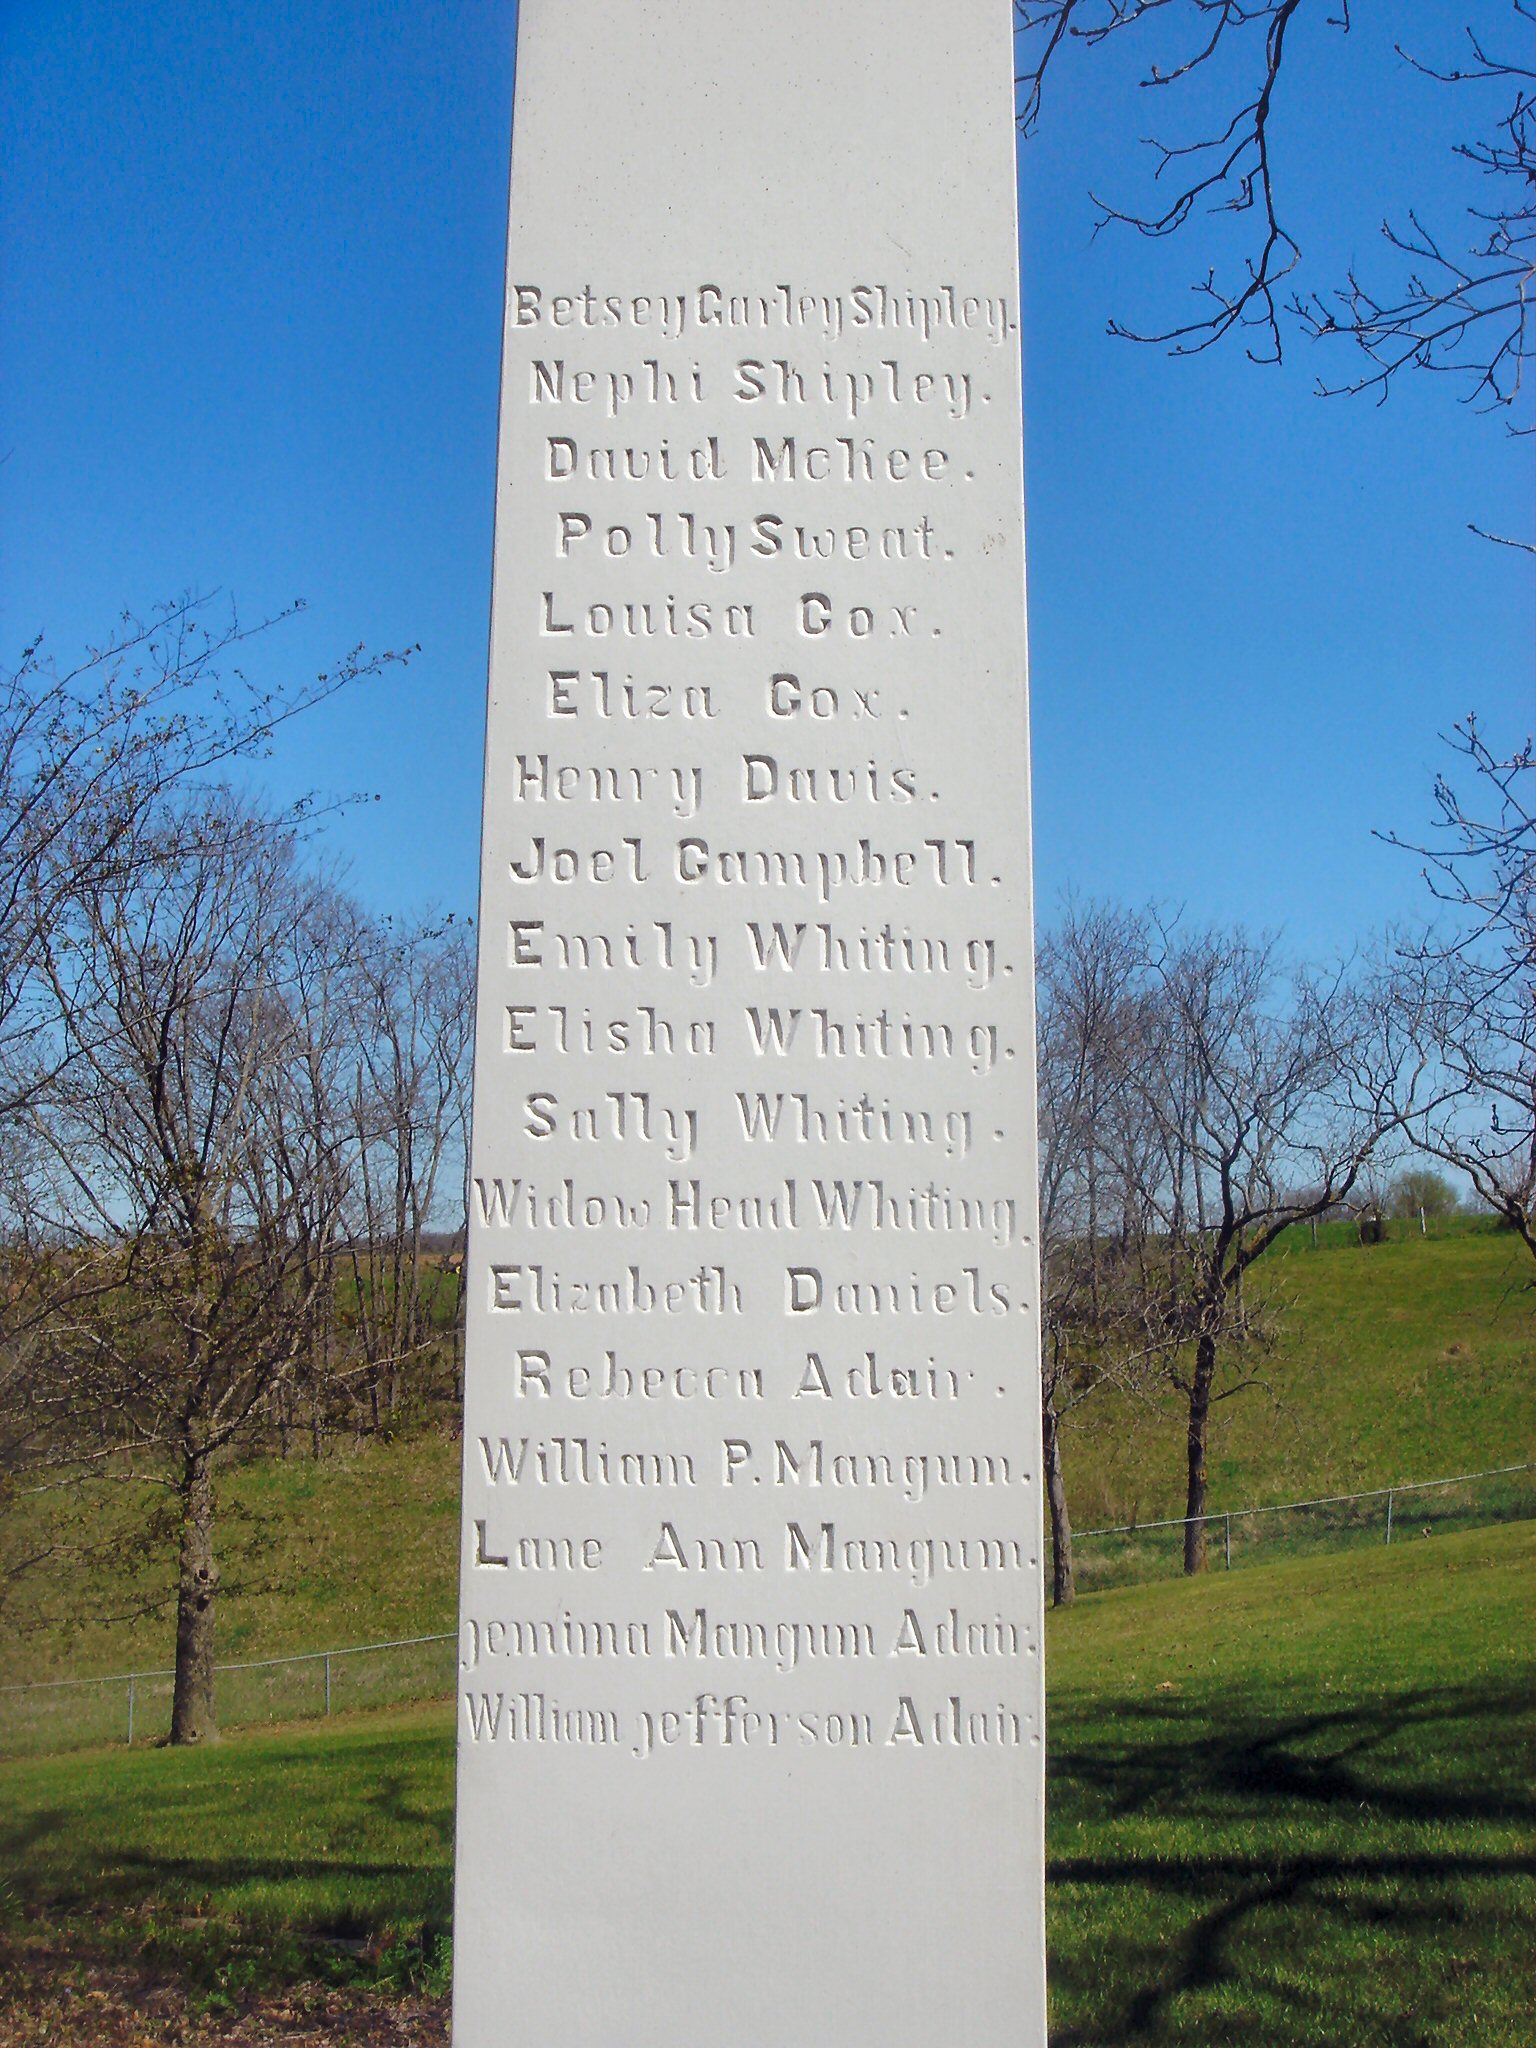 Betsey Carley Shipley.
Nephi Shipley.
David McKee.
Polly Sweat.
Louisa Cox.
Eliza Cox.
Henry Davis.
Joel Campbell.
Emily Whiting.
Elisha Whiting.
Sally Whiting.
Widow Head Whiting.
Elizabeth Daniels.
Rebecca Adair.
William P. Mangum.
Lane Ann Mangum.
Jemima Mangum Adair.
William Jefferson Adair.